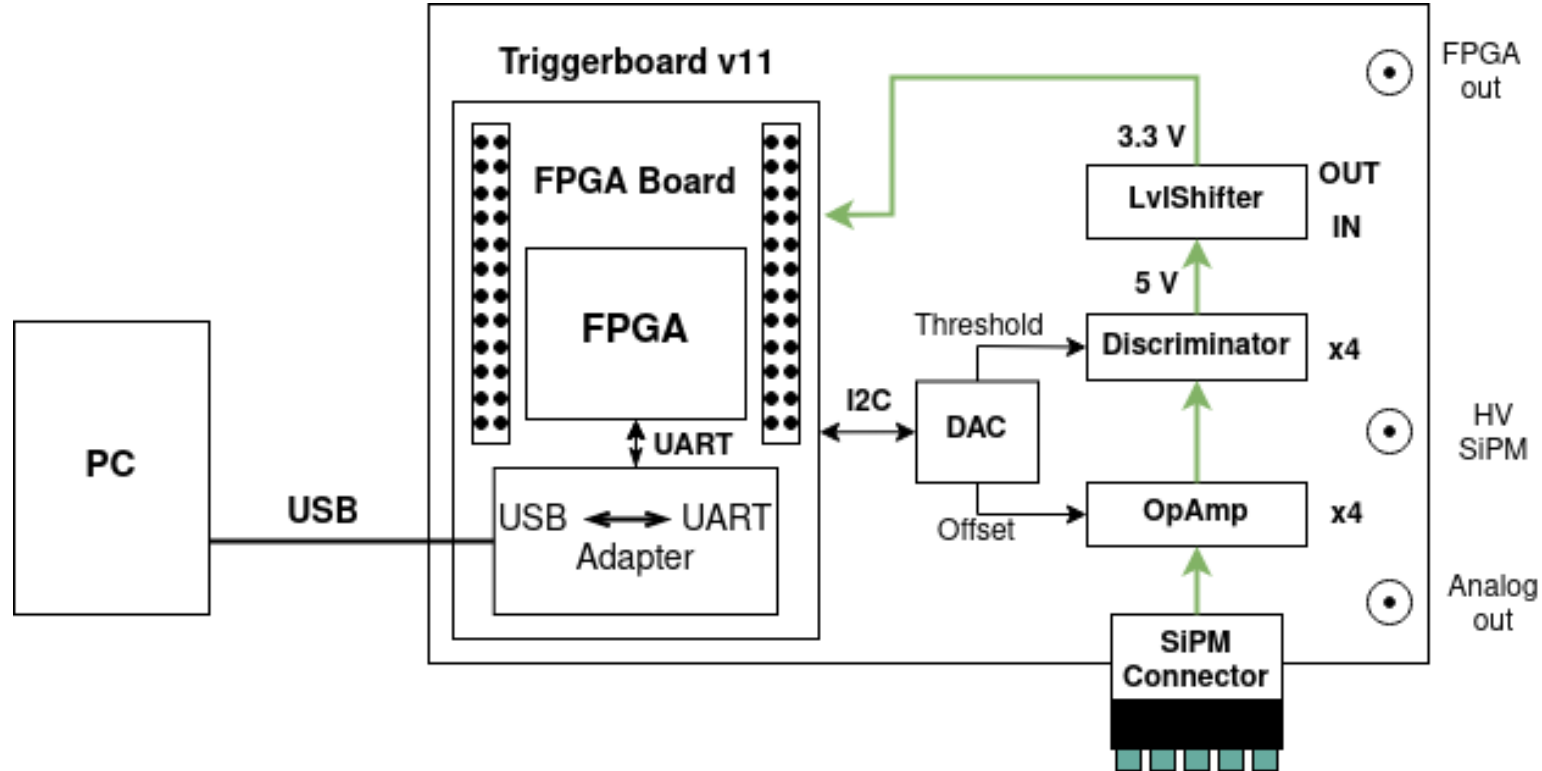 Triggerboard v11
FPGA
out
3.3 V
FPGA Board
LvlShifter
OUT
IN
5 V
FPGA
Threshold
Discriminator
x4
I2C
DAC
HV
SiPM
UART
PC
USB
USB UART
Adapter
Offset
OpAmp
x4
Analog
out
SiPM
Connector